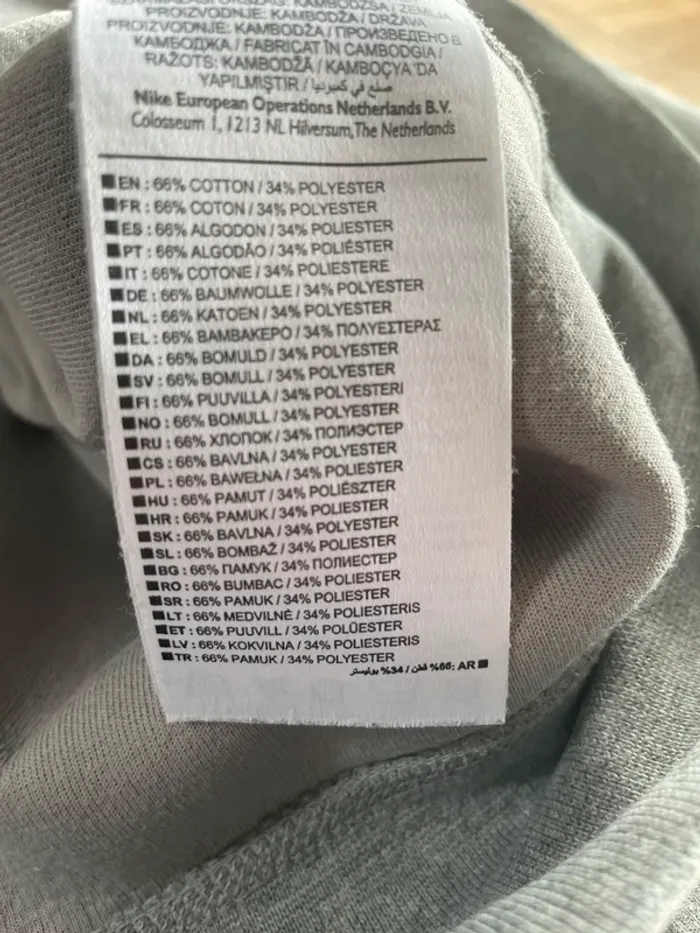 SZÁRMAZÁSI ORSZÁG: KAMBODZSA / ZEMLJA
PROIZVODNJE: KAMBODŽA / DRŽAVA
PROIZVODNJE: KAMBODŽA / ПРОИЗВЕДЕНО В
КАМБОДЖА / FABRICAT ÎN CAMBODGIA /
RAŽOTS: KAMBODŽĀ / KAMBOÇYA 'DA
YAPILMIŞTIR / صنع في كمبوديا
Nike European Operations Netherlands B.V.
Colosseum 1, 1213 NL Hilversum, The Netherlands
EN : 66% COTTON / 34% POLYESTER
FR : 66% COTON / 34% POLYESTER
ES : 66% ALGODON / 34% POLIESTER
PT : 66% ALGODÃO / 34% POLIÉSTER
IT : 66% COTONE / 34% POLIESTERE
DE : 66% BAUMWOLLE / 34% POLYESTER
NL : 66% KATOEN / 34% POLYESTER
EL : 66% ΒΑΜΒΑΚΕΡΟ / 34% ΠΟΛΥΕΣΤΕΡΑΣ
DA : 66% BOMULD / 34% POLYESTER
SV : 66% BOMULL / 34% POLYESTER
FI : 66% PUUVILLA / 34% POLYESTERI
NO : 66% BOMULL / 34% POLYESTER
RU : 66% ХЛОПОК / 34% ПОЛИЭСТЕР
CS : 66% BAVLNA / 34% POLYESTER
PL : 66% BAWEŁNA / 34% POLIESTER
HU : 66% PAMUT / 34% POLIÉSZTER
HR : 66% PAMUK / 34% POLIESTER
SK : 66% BAVLNA / 34% POLYESTER
SL : 66% BOMBAŽ / 34% POLIESTER
BG : 66% ПАМУК / 34% ПОЛИЕСТЕР
RO : 66% BUMBAC / 34% POLIESTER
SR : 66% PAMUK / 34% POLIESTER
LT : 66% MEDVILNĖ / 34% POLIESTERIS
ET : 66% PUUVILL / 34% POLÜESTER
LV : 66% KOKVILNA / 34% POLIESTERIS
TR : 66% PAMUK / 34% POLYESTER
AR :66% قطن / 34% بوليستر